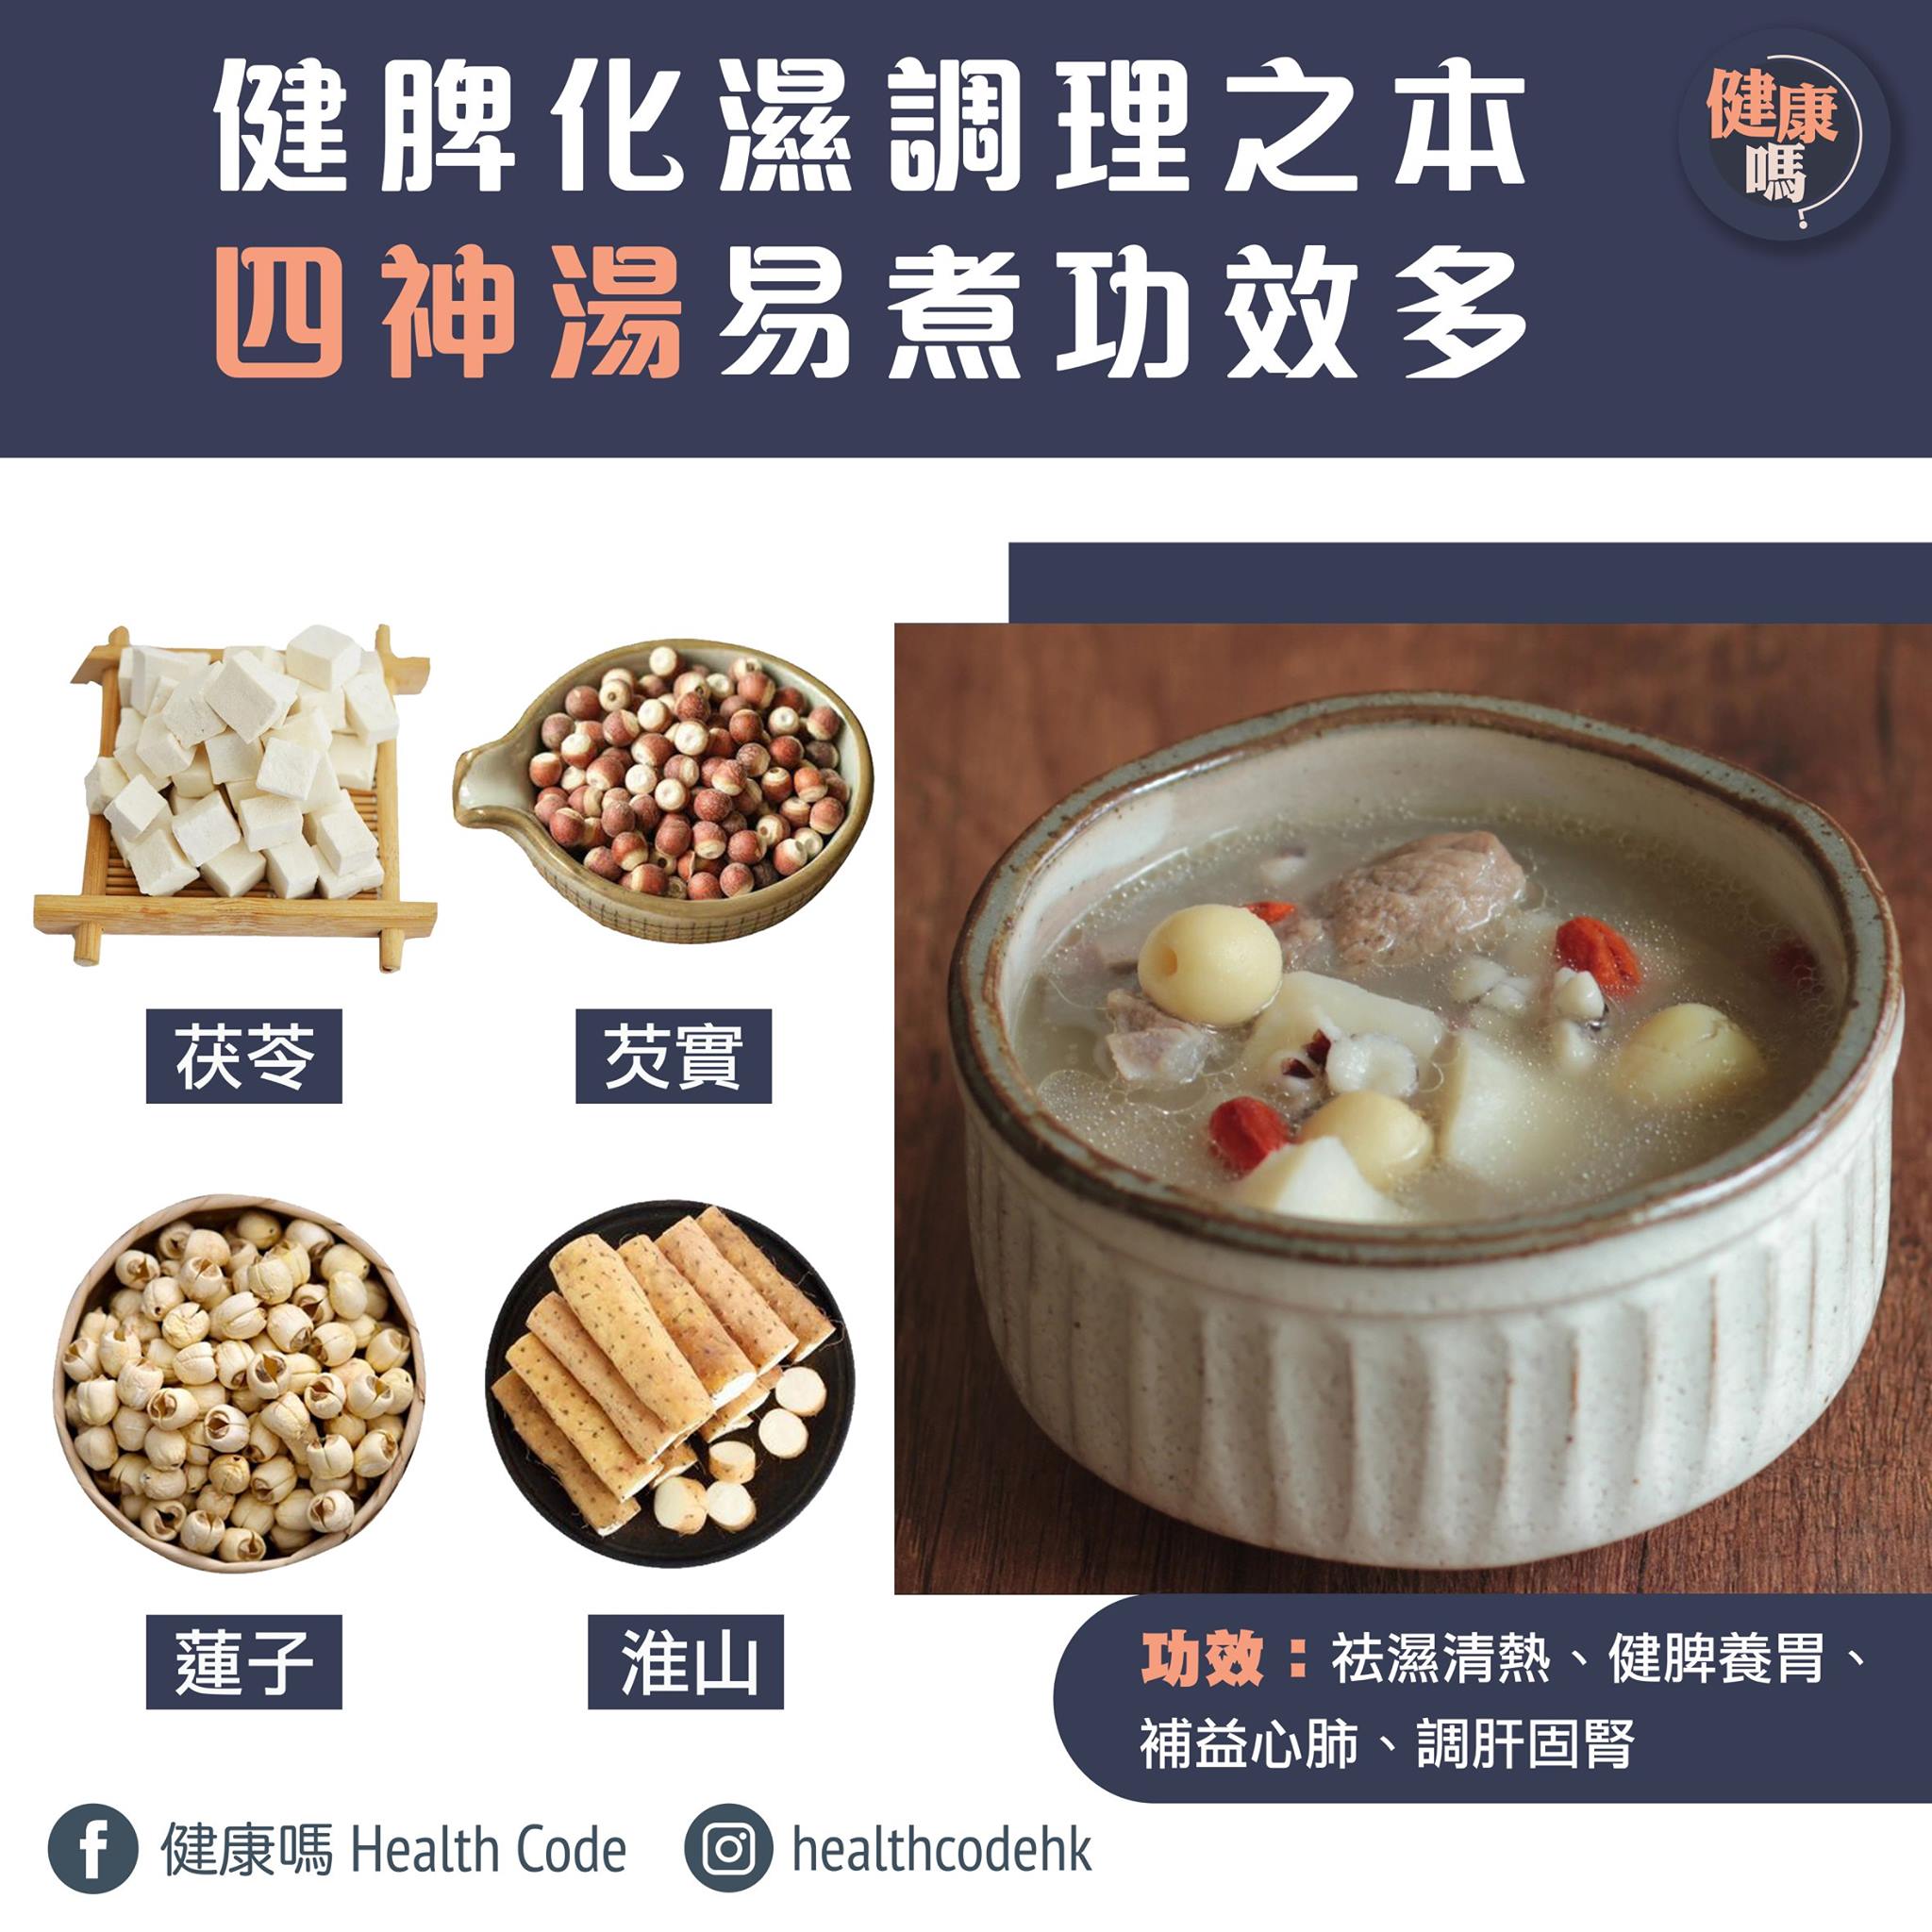 健脾化濕調理之本
四神湯易煮功效多
健康
嗎
茯苓
芡實
蓮子
淮山
功效：祛濕清熱、健脾養胃、
補益心肺、調肝固腎
健康嗎 Health Code
healthcodehk